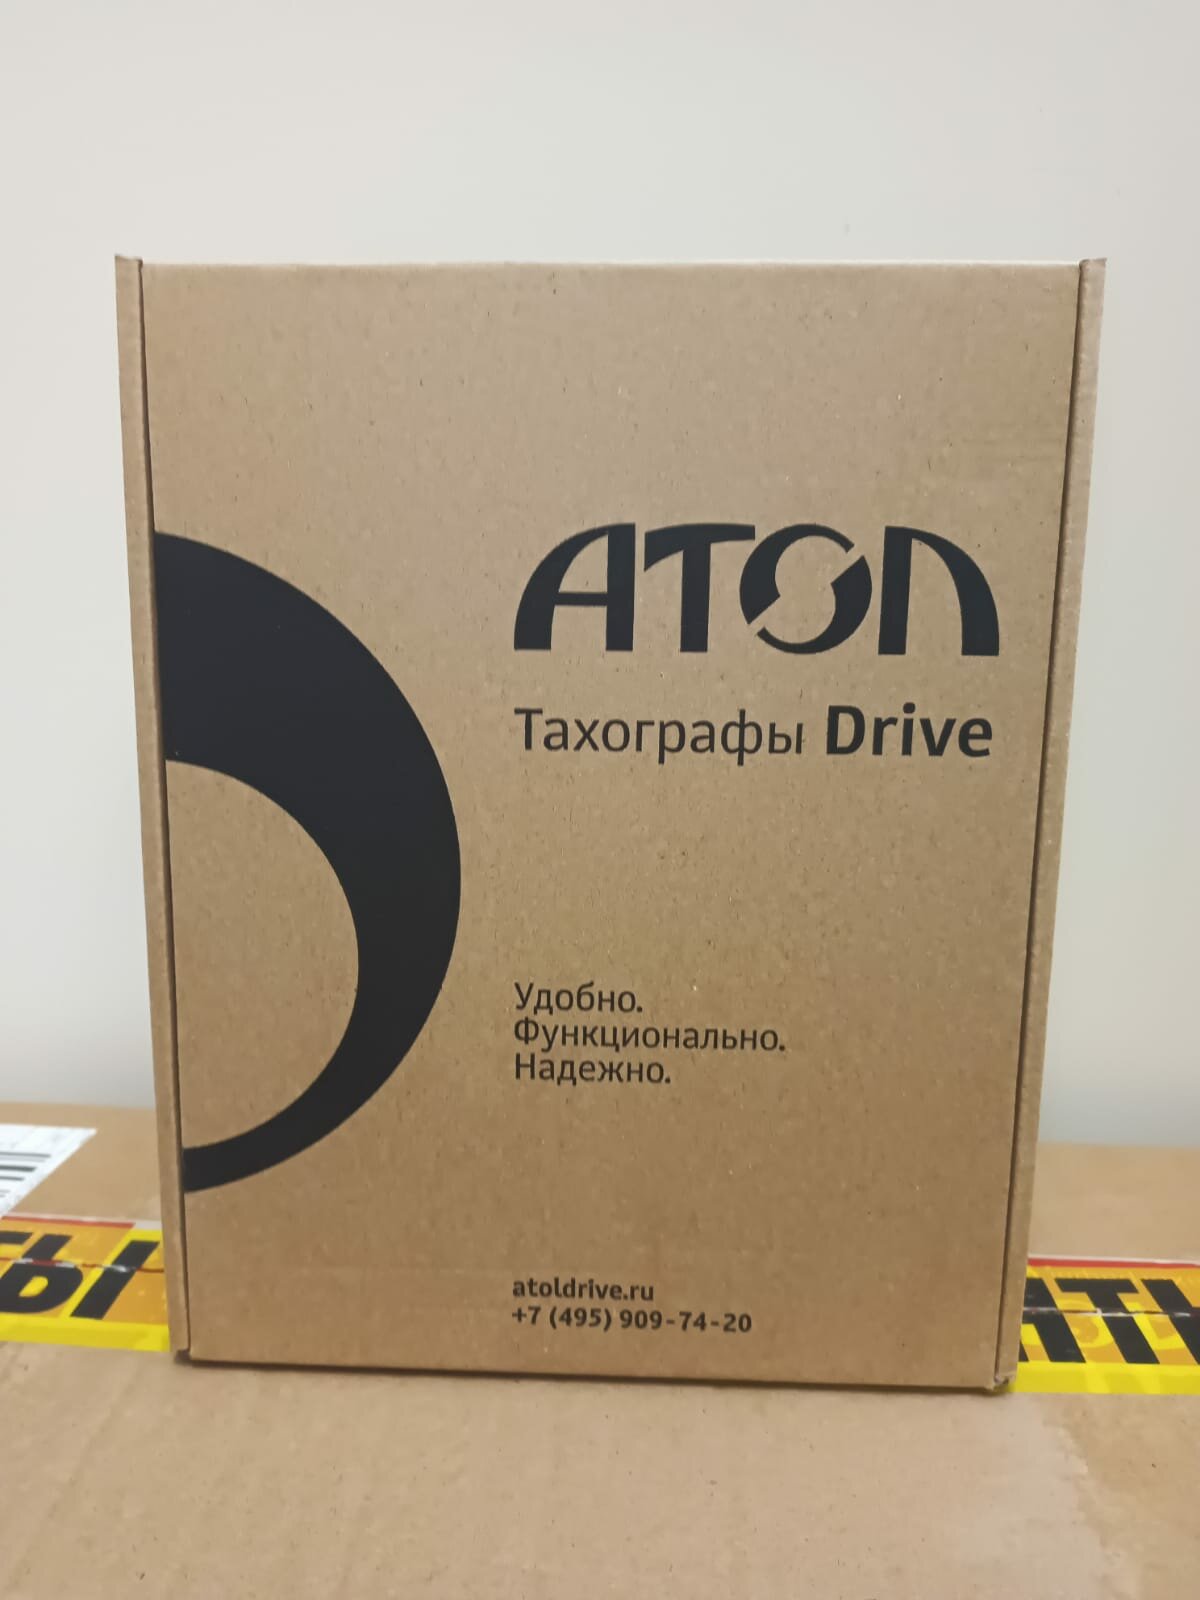 АТОЛ
Тахографы Drive
Удобно.
Функционально.
Надежно.
atoldrive.ru
+7 (495) 909-74-20